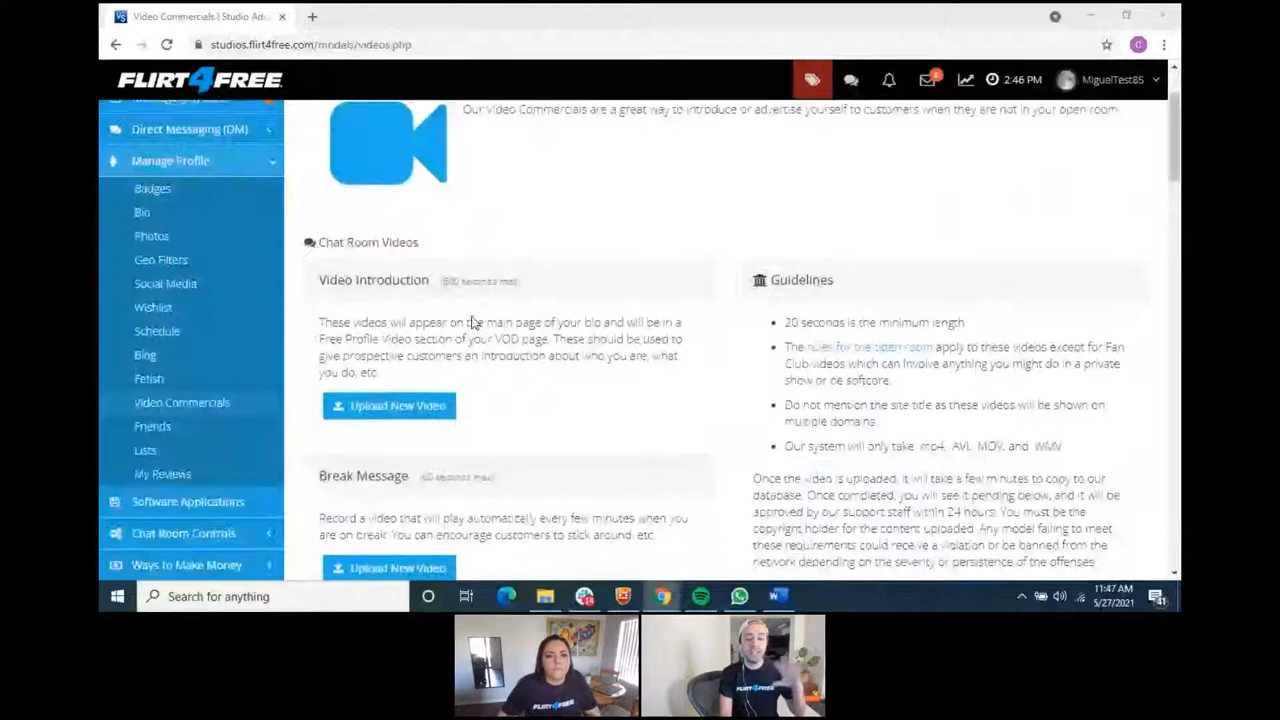 Video Commercials | Studio Ad
studios.flirt4free.com/models/videos.php
FLIRT4FREE
2:46 PM
MiguelTest85
Direct Messaging (DM)
Manage Profile
Badges
Bio
Photos
Geo Filters
Social Media
Wishlist
Schedule
Blog
Fetish
Video Commercials
Friends
Lists
My Reviews
Software Applications
Chat Room Controls
Ways to Make Money
Our Video Commercials are a great way to introduce or advertise yourself to customers when they are not in your open room.
Chat Room Videos
Video Introduction
These videos will appear on the main page of your bio and will be in a
Free Profile Video section of your VOD page. These should be used to
give prospective customers an introduction about who you are, what
you do, etc.
Upload New Video
Break Message
Record a video that will play automatically every few minutes when you
are on break. You can encourage customers to stick around, etc.
Upload New Video
Guidelines
20 seconds is the minimum length
The rules for the open room apply to these videos except for Fan
Club videos which can involve anything you might do in a private
show or be softcore.
Do not mention the site title as these videos will be shown on
multiple domains.
Our system will only take .mp4, .AVI, .MOV, and .WMV
Once the video is uploaded, it will take a few minutes to copy to our
database. Once completed, you will see it pending below, and it will be
approved by our support staff within 24 hours. You must be the
copyright holder for the content uploaded. Any model failing to meet
these requirements could receive a violation or be banned from the
network depending on the severity or persistence of the offenses
Search for anything
11:47 AM
5/27/2021
41
FLIRT4FREE
FLIRT4FREE